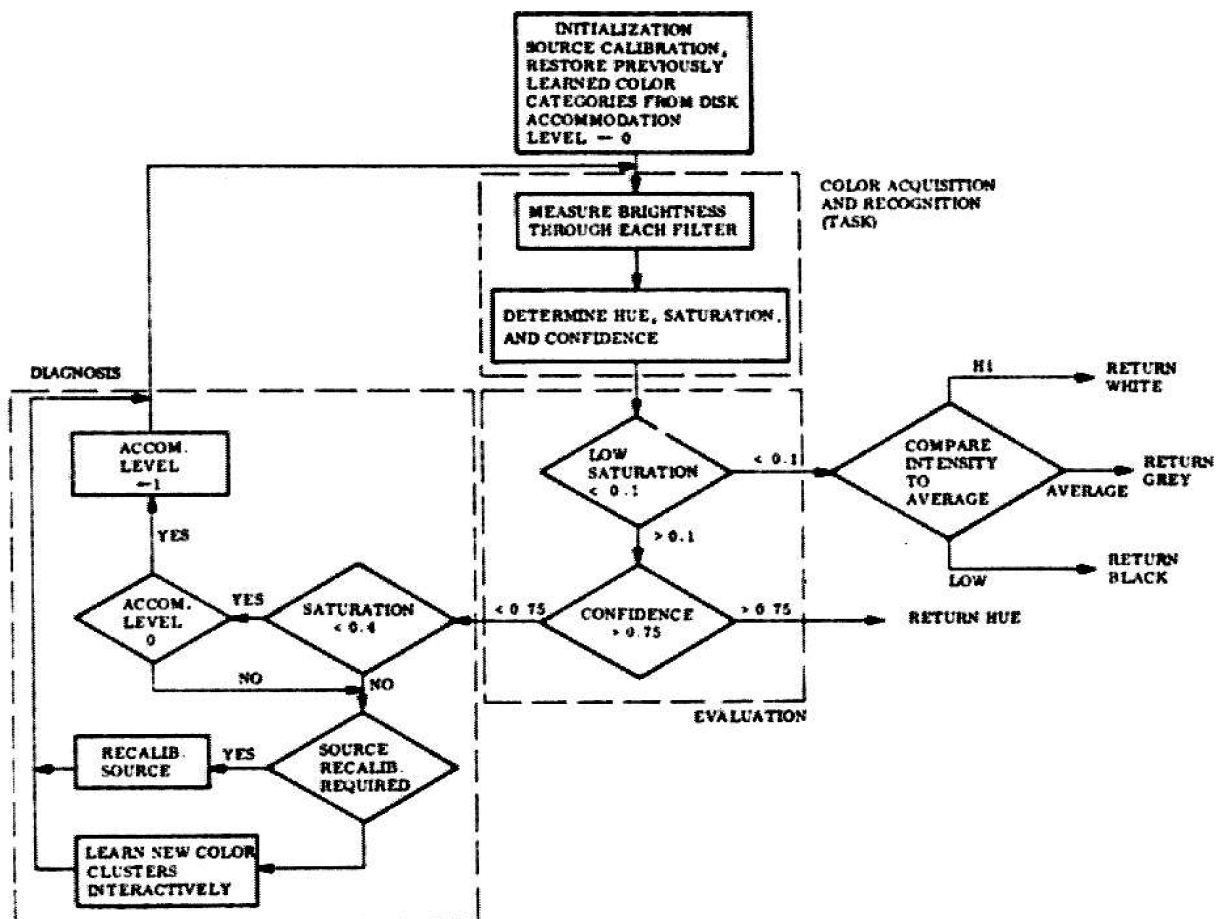 INITIALIZATION
SOURCE CALIBRATION,
RESTORE PREVIOUSLY
LEARNED COLOR
CATEGORIES FROM DISK
ACCOMMODATION
LEVEL ← 0
COLOR ACQUISITION
AND RECOGNITION
(TASK)
MEASURE BRIGHTNESS
THROUGH EACH FILTER
DETERMINE HUE, SATURATION,
AND CONFIDENCE
DIAGNOSIS
HI
RETURN
WHITE
ACCOM.
LEVEL
←1
LOW
SATURATION
< 0.1
< 0.1
COMPARE
INTENSITY
TO
AVERAGE
AVERAGE
RETURN
GREY
YES
> 0.1
LOW
RETURN
BLACK
ACCOM.
LEVEL
0
YES
SATURATION
< 0.4
< 0.75
CONFIDENCE
> 0.75
> 0.75
RETURN HUE
NO
NO
EVALUATION
RECALIB.
SOURCE
YES
SOURCE
RECALIB.
REQUIRED
LEARN NEW COLOR
CLUSTERS
INTERACTIVELY